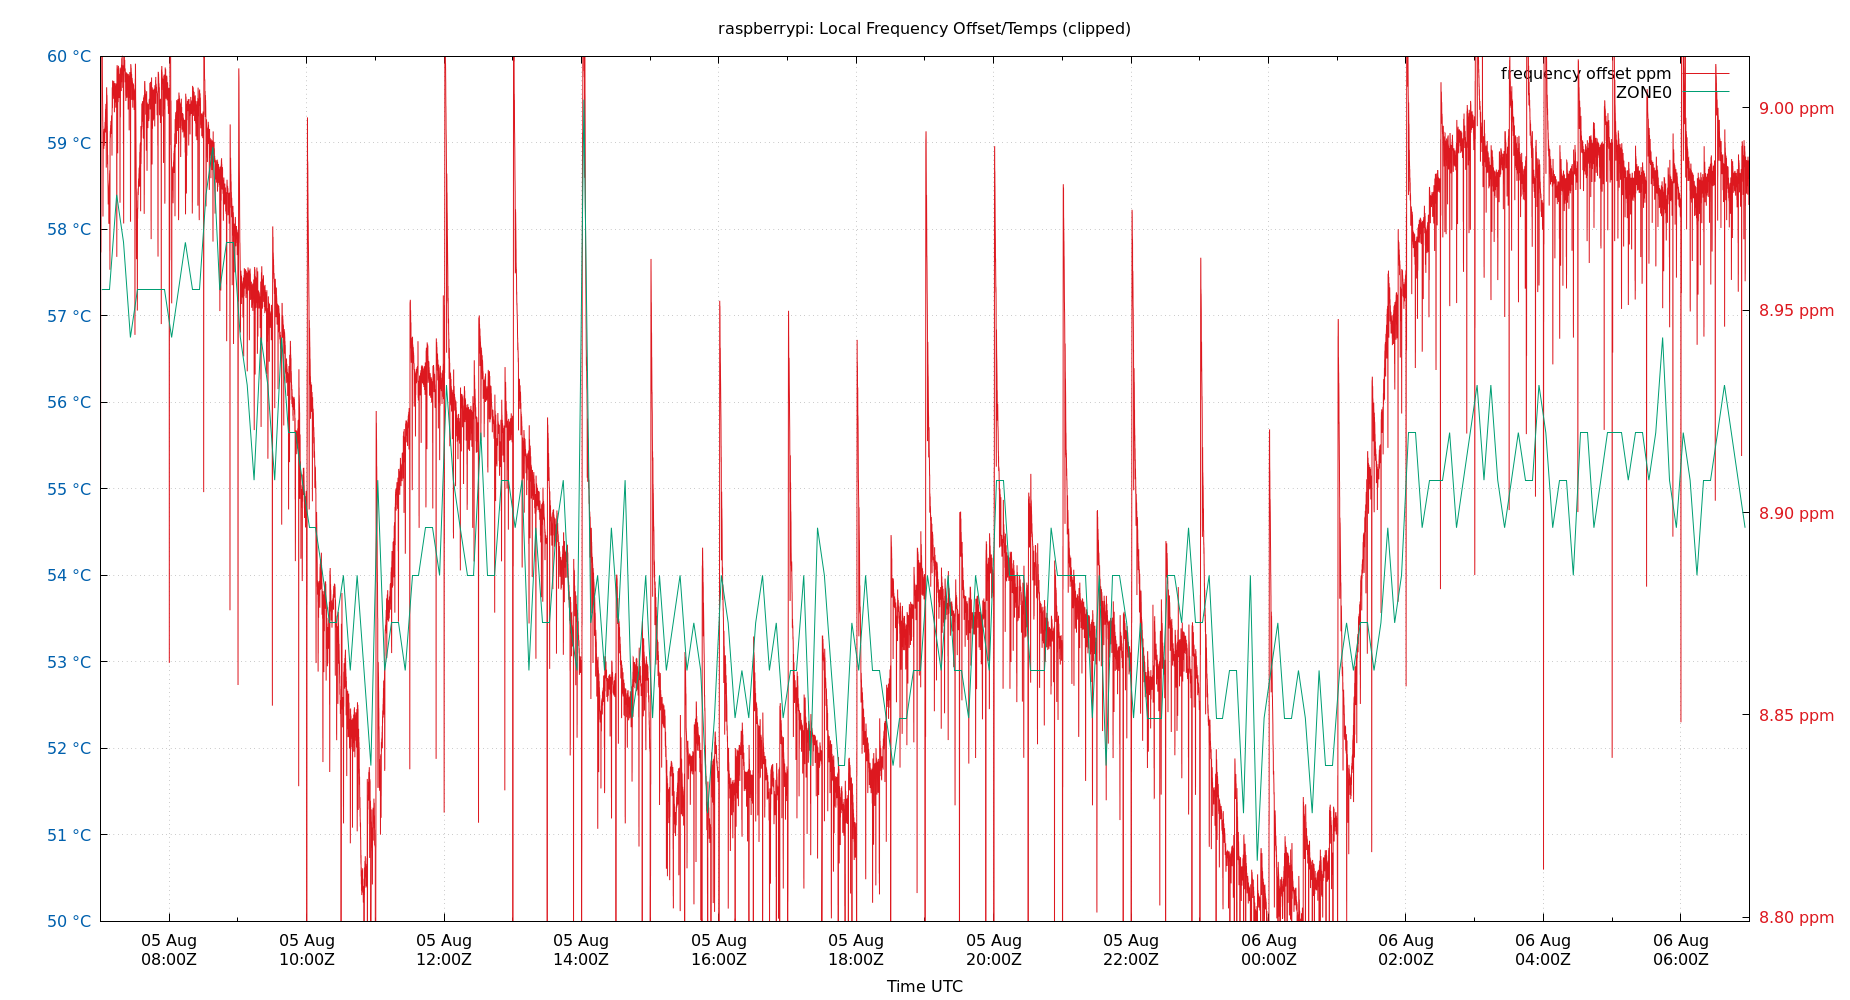 raspberrypi: Local Frequency Offset/Temps (clipped)
frequency offset ppm
ZONE0
60 °C
59 °C
58 °C
57 °C
56 °C
55 °C
54 °C
53 °C
52 °C
51 °C
50 °C
9.00 ppm
8.95 ppm
8.90 ppm
8.85 ppm
8.80 ppm
05 Aug
08:00Z
05 Aug
10:00Z
05 Aug
12:00Z
05 Aug
14:00Z
05 Aug
16:00Z
05 Aug
18:00Z
05 Aug
20:00Z
05 Aug
22:00Z
06 Aug
00:00Z
06 Aug
02:00Z
06 Aug
04:00Z
06 Aug
06:00Z
Time UTC